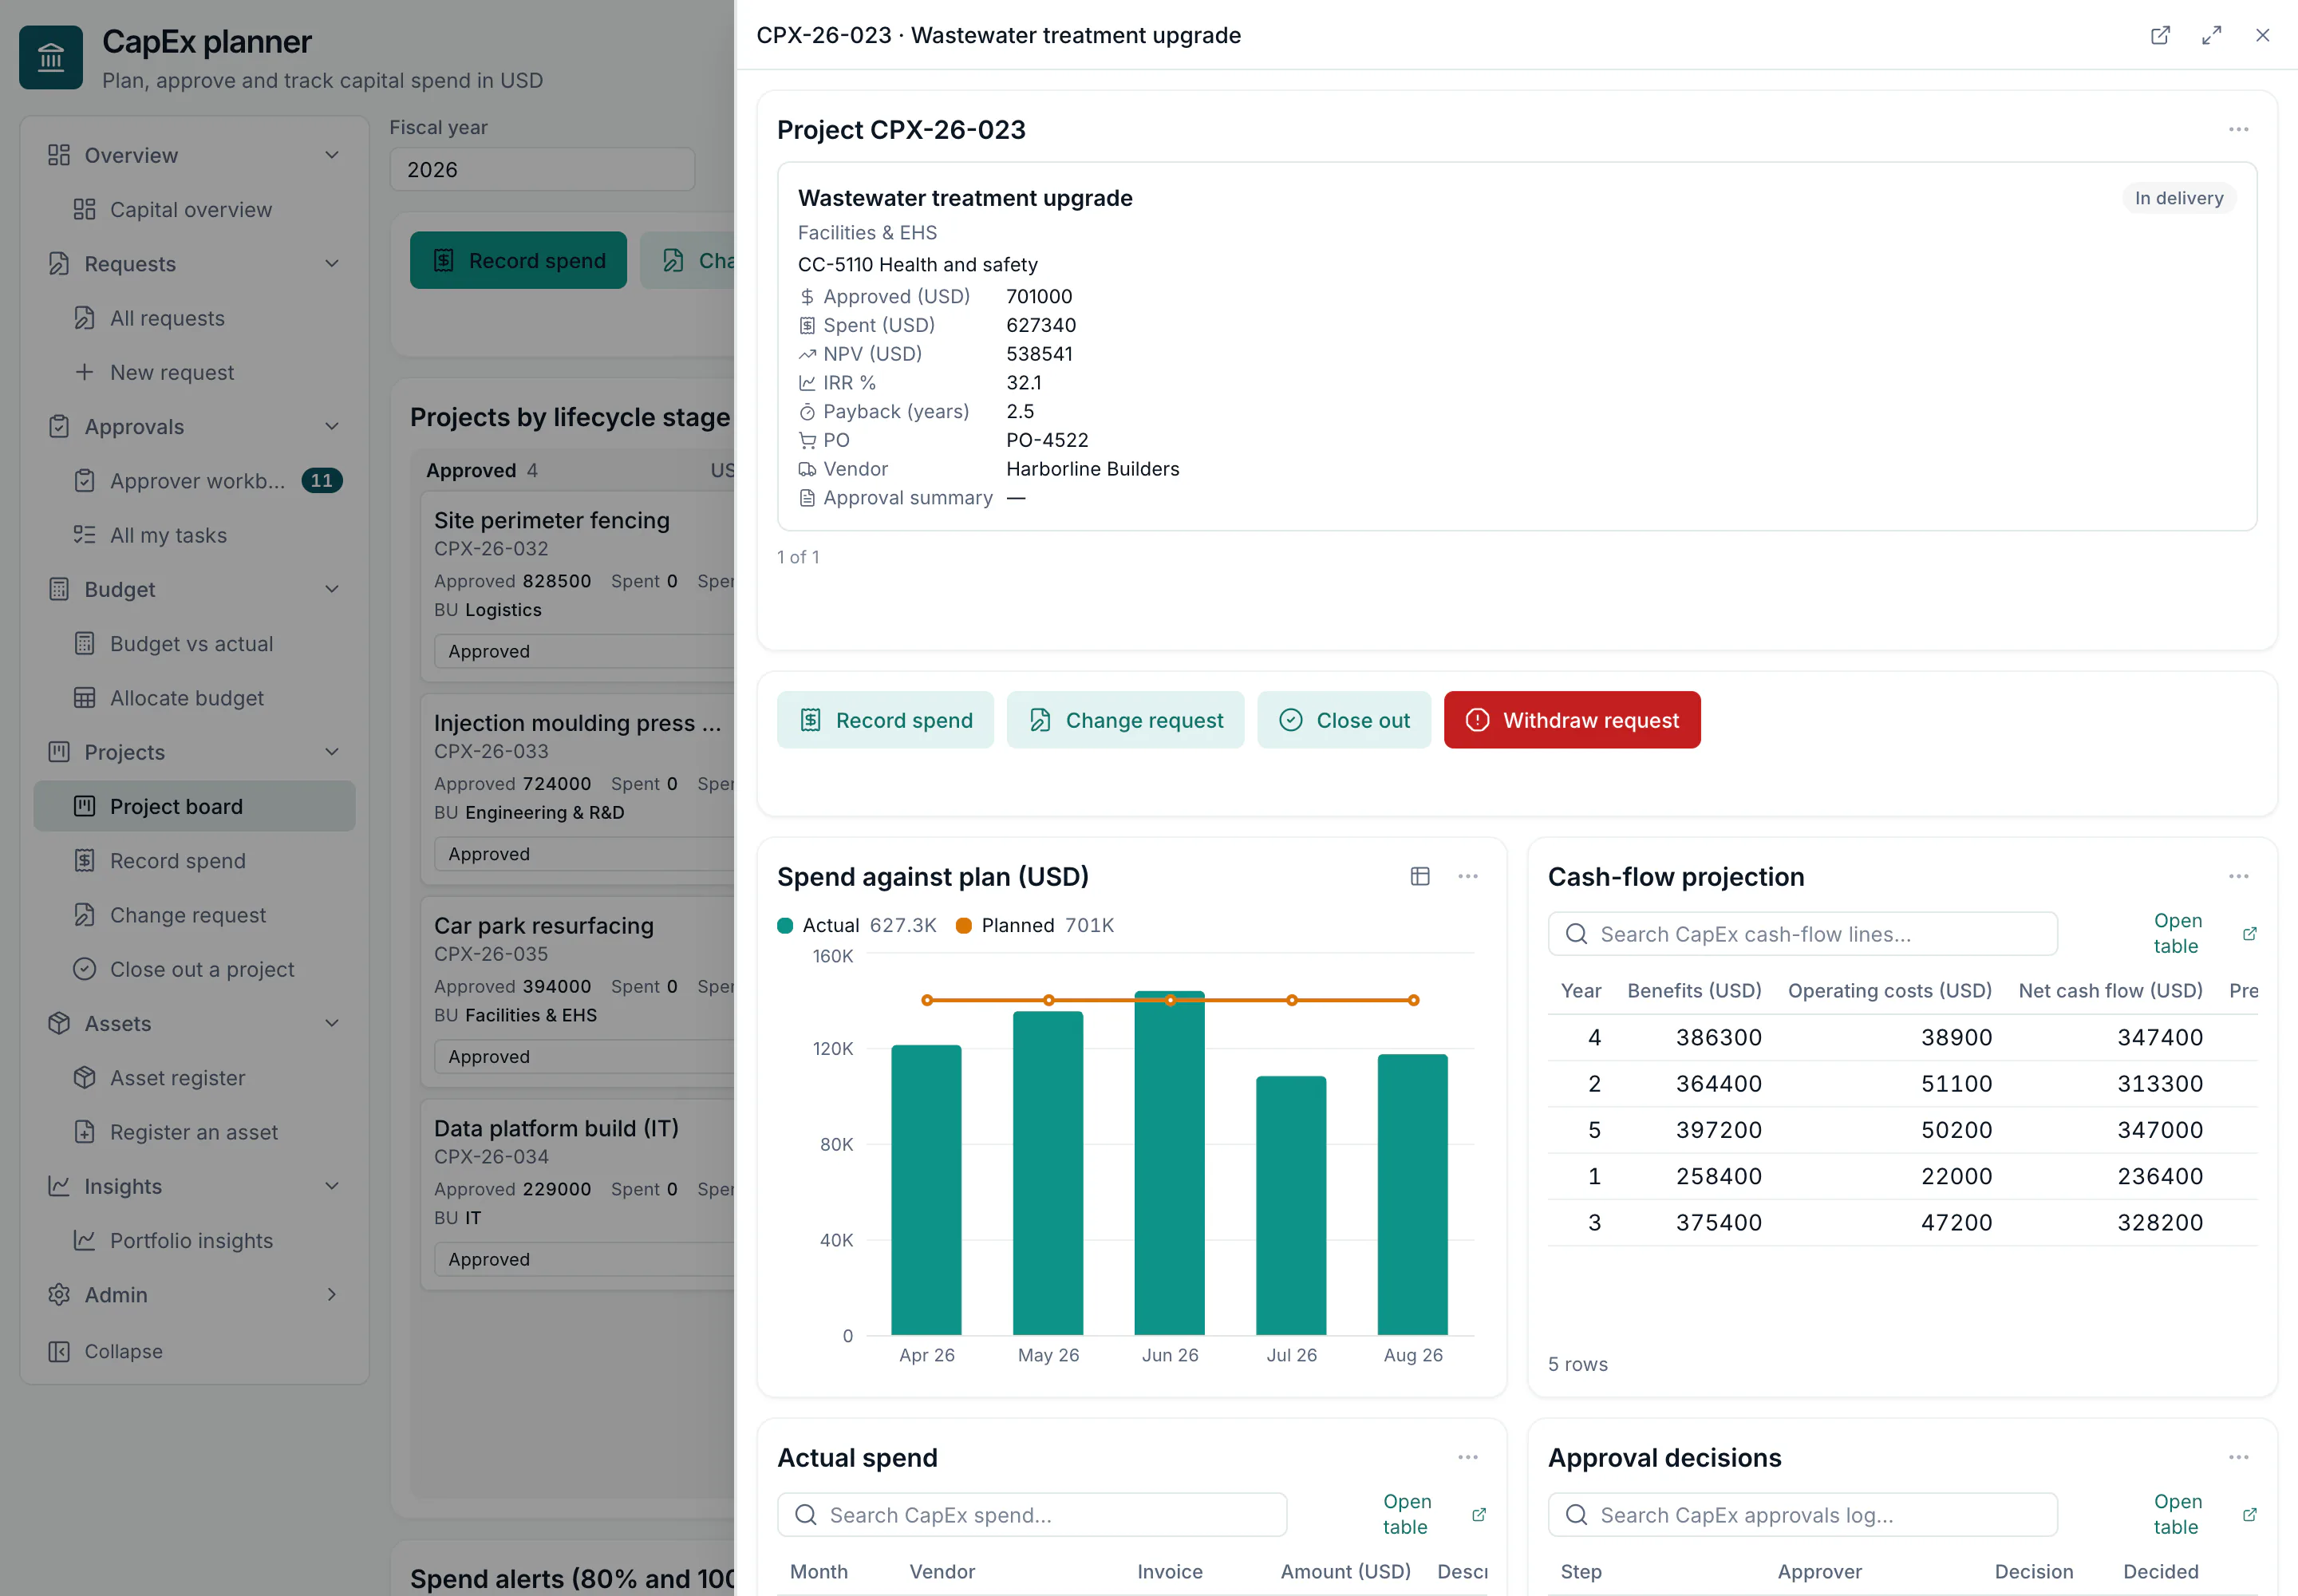 CapEx planner
Plan, approve and track capital spend in USD
Overview
Capital overview
Requests
All requests
New request
Approvals
Approver workb... 11
All my tasks
Budget
Budget vs actual
Allocate budget
Projects
Project board
Record spend
Change request
Close out a project
Assets
Asset register
Register an asset
Insights
Portfolio insights
Admin
Collapse
Fiscal year
2026
Record spend
Cha
Projects by lifecycle stage
Approved 4 US
Site perimeter fencing
CPX-26-032
Approved 828500 Spent 0 Sper
BU Logistics
Approved
Injection moulding press ...
CPX-26-033
Approved 724000 Spent 0 Sper
BU Engineering & R&D
Approved
Car park resurfacing
CPX-26-035
Approved 394000 Spent 0 Sper
BU Facilities & EHS
Approved
Data platform build (IT)
CPX-26-034
Approved 229000 Spent 0 Sper
BU IT
Approved
Spend alerts (80% and 100
CPX-26-023 · Wastewater treatment upgrade
Project CPX-26-023
Wastewater treatment upgrade
In delivery
Facilities & EHS
CC-5110 Health and safety
Approved (USD) 701000
Spent (USD) 627340
NPV (USD) 538541
IRR % 32.1
Payback (years) 2.5
PO PO-4522
Vendor Harborline Builders
Approval summary —
1 of 1
Record spend
Change request
Close out
Withdraw request
Spend against plan (USD)
Actual 627.3K Planned 701K
160K
120K
80K
40K
0
Apr 26 May 26 Jun 26 Jul 26 Aug 26
Cash-flow projection
Search CapEx cash-flow lines...
Open table
Year Benefits (USD) Operating costs (USD) Net cash flow (USD) Pre
4 386300 38900 347400
2 364400 51100 313300
5 397200 50200 347000
1 258400 22000 236400
3 375400 47200 328200
5 rows
Actual spend
Search CapEx spend...
Open table
Month Vendor Invoice Amount (USD) Descr
Approval decisions
Search CapEx approvals log...
Open table
Step Approver Decision Decided